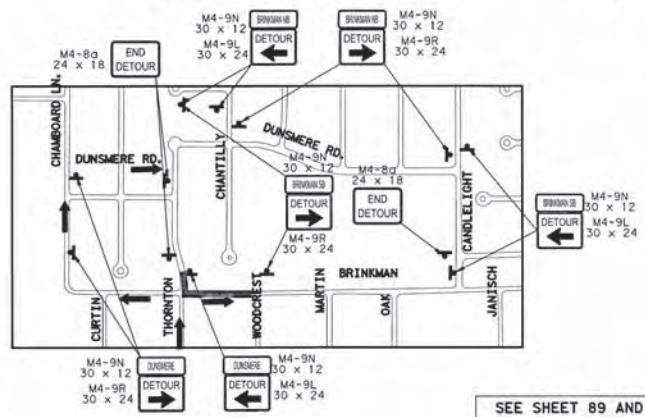 M4-9N
30 x 12
M4-9L
30 x 24
BRINKMAN NB
DETOUR
BRINKMAN NB
DETOUR
M4-9N
30 x 12
M4-9R
30 x 24
M4-8a
24 x 18
END
DETOUR
CHAMBOARD LN.
DUNSMERE RD.
CHANTILLY
DUNSMERE RD.
M4-9N
30 x 12
BRINKMAN SB
DETOUR
M4-9R
30 x 24
M4-8a
24 x 18
END
DETOUR
CANDLELIGHT
BRINKMAN SB
DETOUR
M4-9N
30 x 12
M4-9L
30 x 24
BRINKMAN
CURTIN
THORNTON
WOODCREST
MARTIN
OAK
JANISCH
M4-9N
30 x 12
M4-9R
30 x 24
DUNSMERE
DETOUR
DUNSMERE
DETOUR
M4-9N
30 x 12
M4-9L
30 x 24
SEE SHEET 89 AND